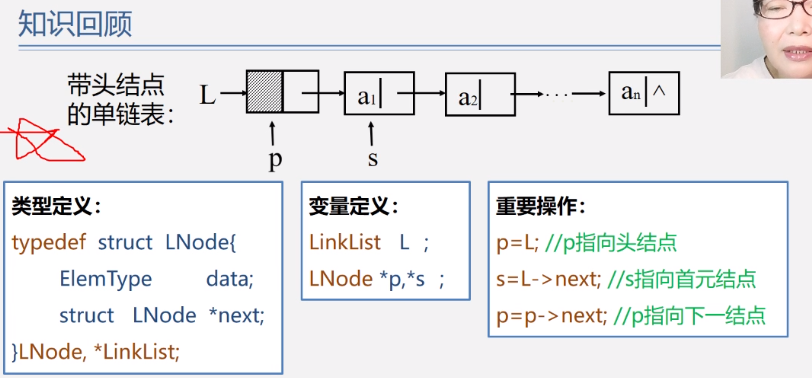 知识回顾
带头结点
的单链表：
L
a1
a2
···
an ^
p
s
类型定义：
typedef struct LNode{
ElemType data;
struct LNode *next;
}LNode, *LinkList;
变量定义：
LinkList L ;
LNode *p,*s ;
重要操作：
p=L; //p指向头结点
s=L->next; //s指向首元结点
p=p->next; //p指向下一结点